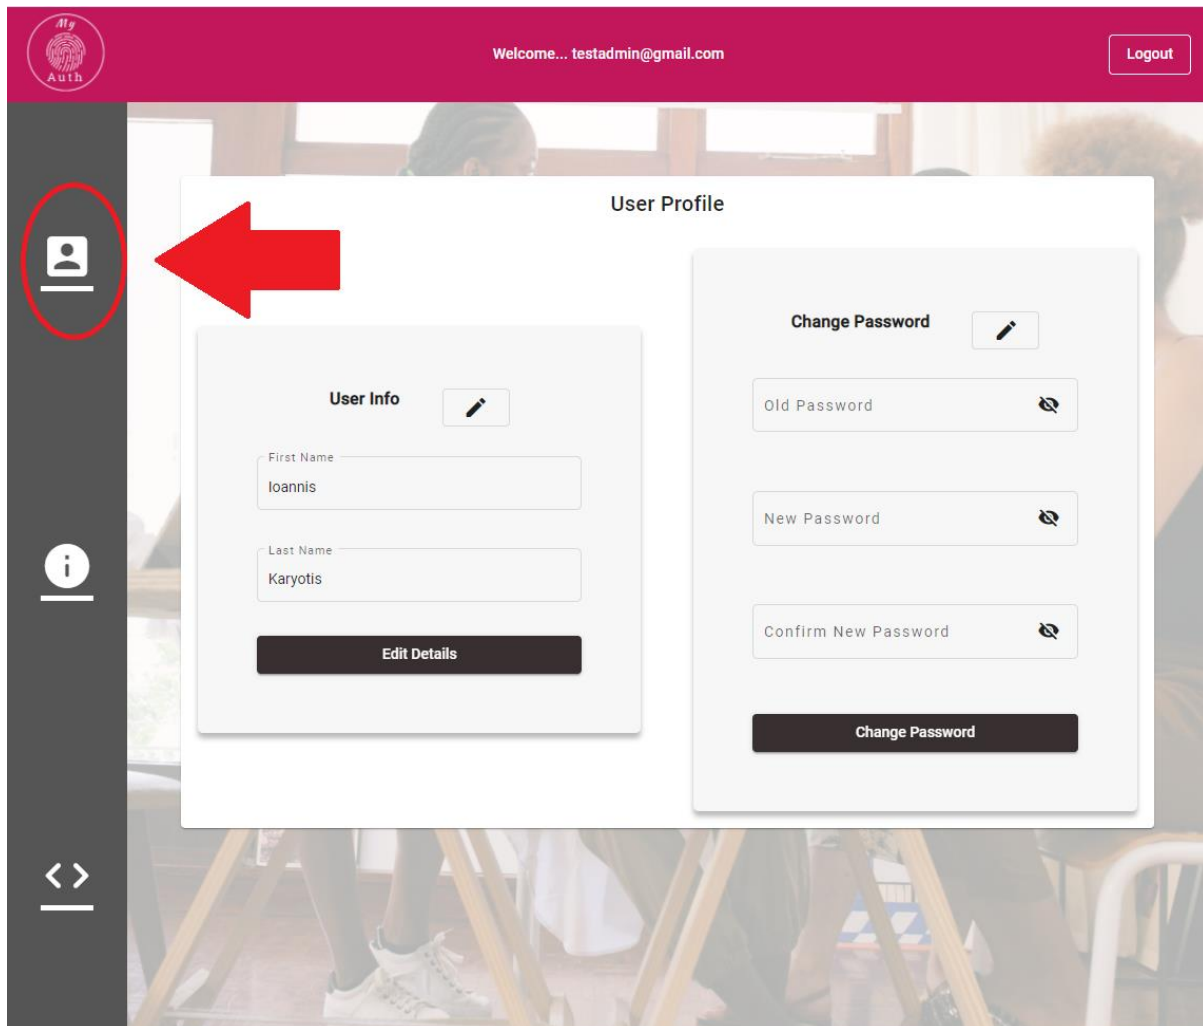 My
Auth
Welcome... testadmin@gmail.com
Logout
User Profile
User Info
First Name
Ioannis
Last Name
Karyotis
Edit Details
Change Password
Old Password
New Password
Confirm New Password
Change Password